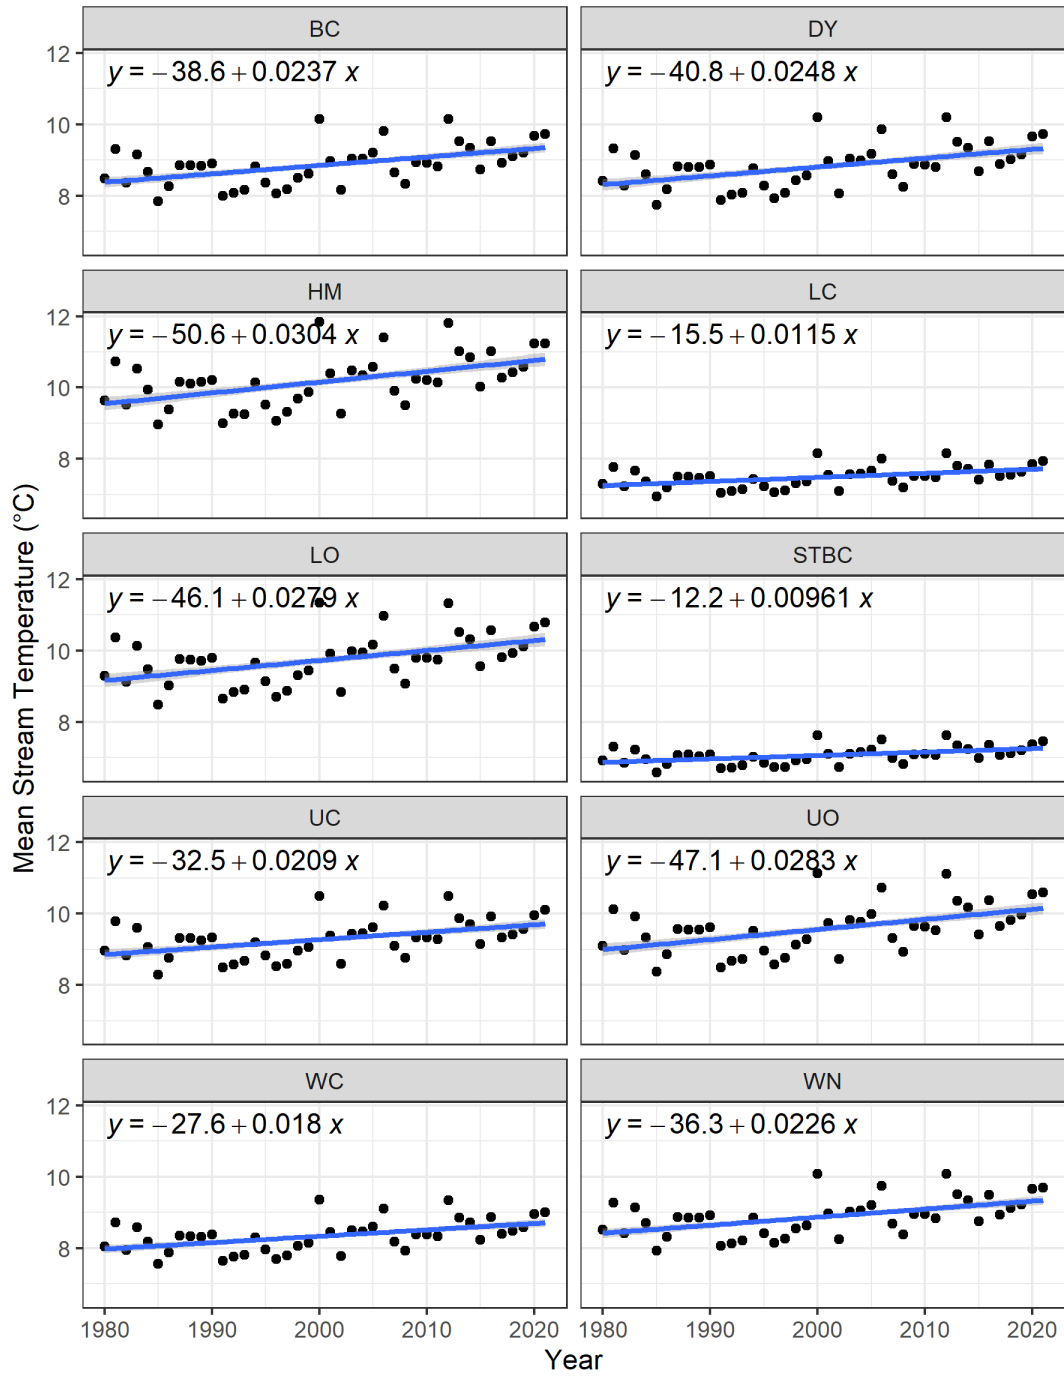 BC DY
12
y = −38.6 + 0.0237 x y = −40.8 + 0.0248 x
10
8
HM LC
12
y = −50.6 + 0.0304 x y = −15.5 + 0.0115 x
10
8
LO STBC
12
y = −46.1 + 0.0279 x y = −12.2 + 0.00961 x
10
8
UC UO
12
y = −32.5 + 0.0209 x y = −47.1 + 0.0283 x
10
8
WC WN
12
y = −27.6 + 0.018 x y = −36.3 + 0.0226 x
10
8
1980 1990 2000 2010 2020 1980 1990 2000 2010 2020
Year
Mean Stream Temperature (°C)